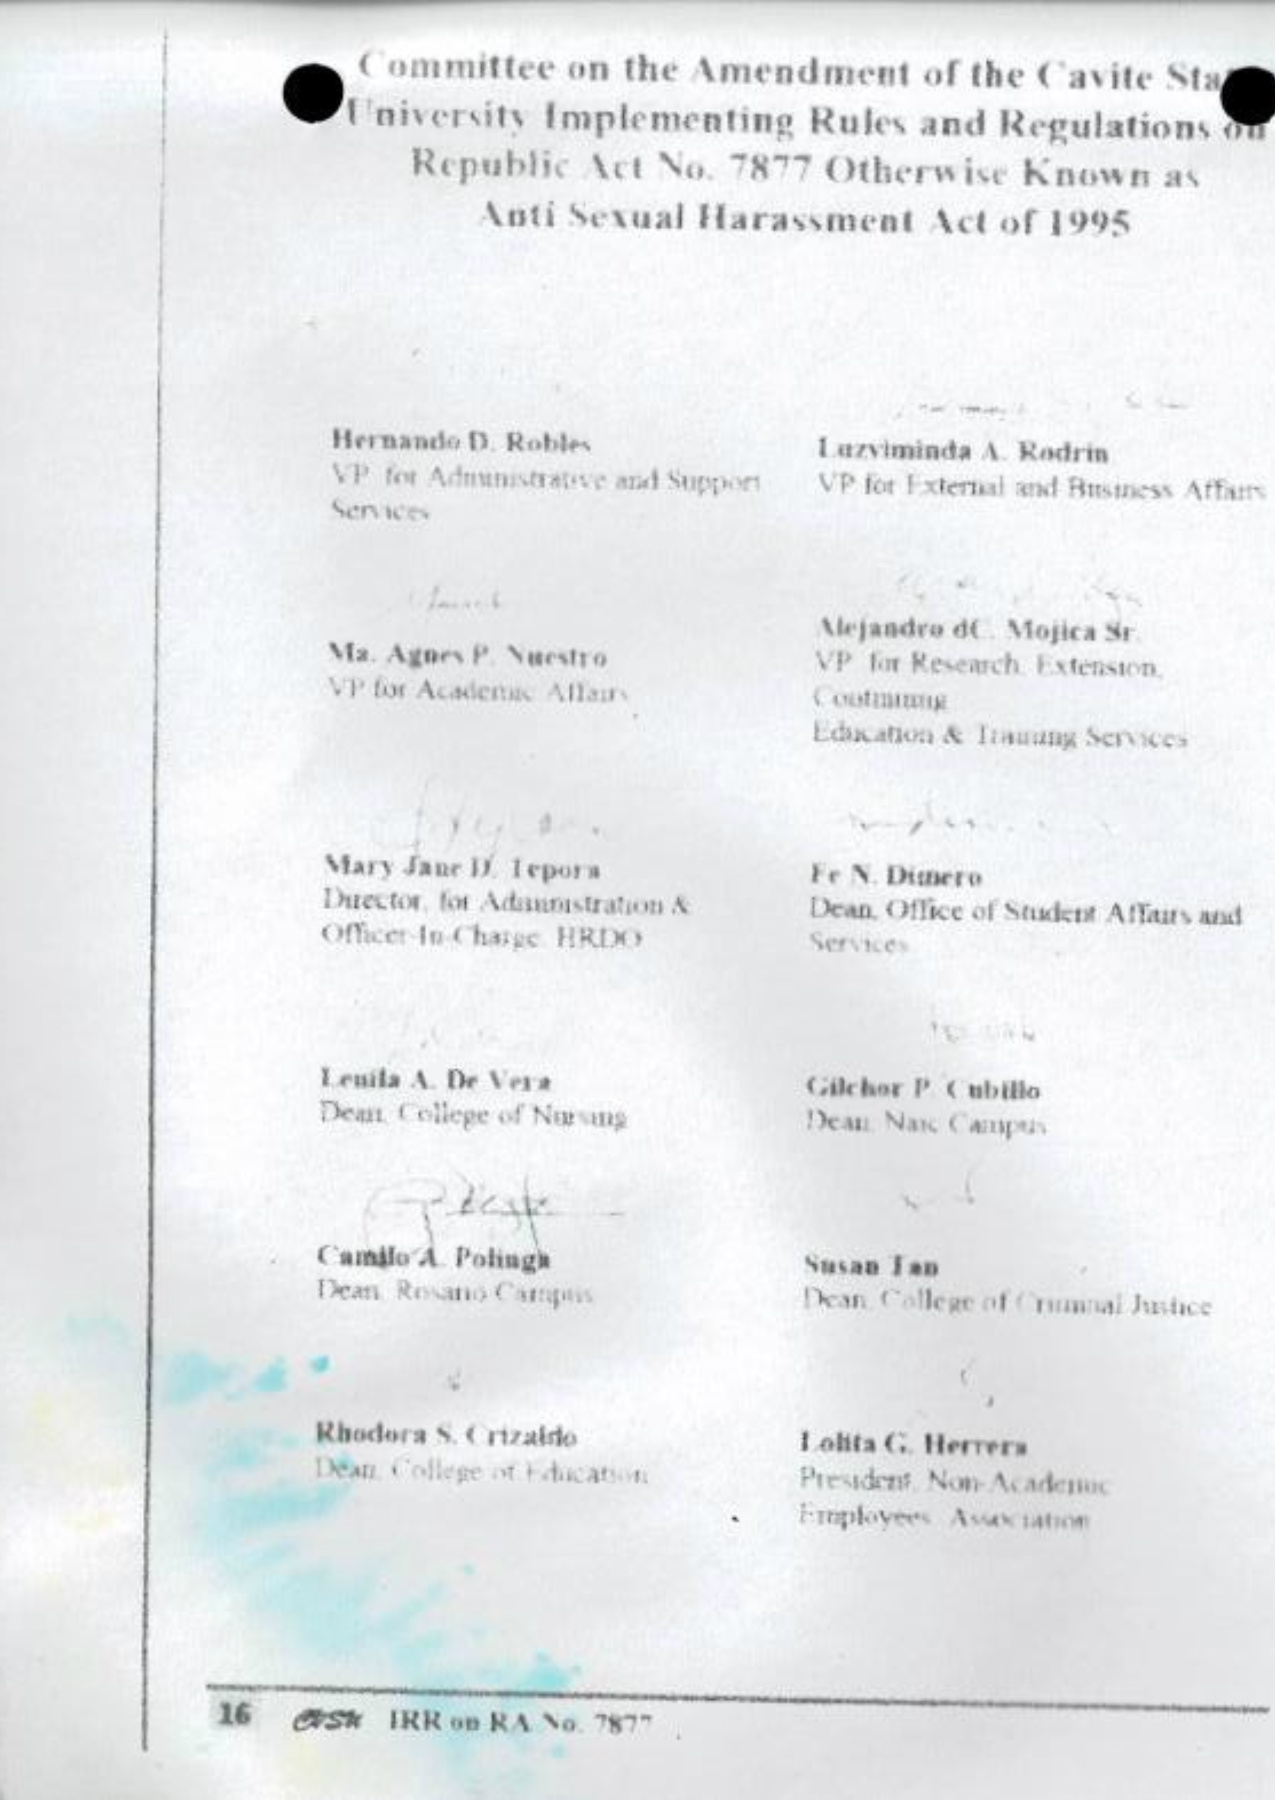 Committee on the Amendment of the Cavite Sta
University Implementing Rules and Regulations on
Republic Act No. 7877 Otherwise Known as
Anti Sexual Harassment Act of 1995
Hernando D. Robles
VP for Administrative and Support
Services
Luzviminda A. Rodrin
VP for External and Business Affairs
Ma. Agnes P. Nuestro
VP for Academic Affairs
Alejandro dC. Mojica Sr.
VP for Research, Extension,
Continuing
Education & Training Services
Mary Jane D. Tepora
Director, for Administration &
Officer-In-Charge, HRDO
Fe N. Dimero
Dean, Office of Student Affairs and
Services
Lenila A. De Vera
Dean, College of Nursing
Gilchor P. Cubillo
Dean, Naic Campus
Camilo A. Polinga
Dean, Rosario Campus
Susan Tan
Dean, College of Criminal Justice
Rhodora S. Crizaldo
Dean, College of Education
Lolita G. Herrera
President, Non-Academic
Employees Association
16 CvSU IRR on RA No. 7877